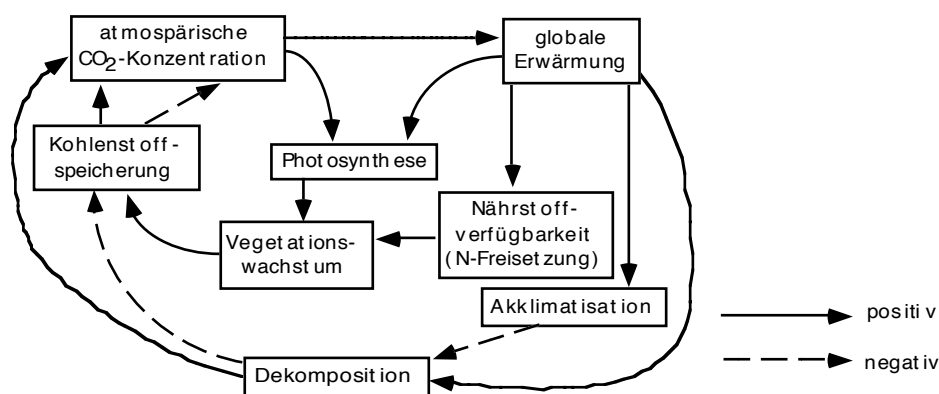 atmospärische
CO₂-Konzentration
globale
Erwärmung
Kohlenstoff-
speicherung
Photosynthese
Nährstoff-
verfügbarkeit
(N-Freisetzung)
Vegetations-
wachstum
Akklimatisation
Dekomposition
positiv
negativ